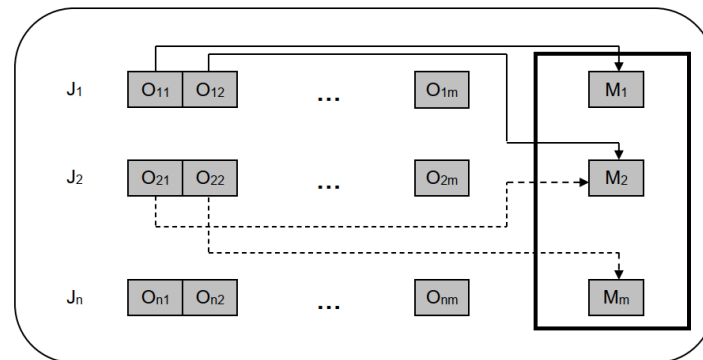 J₁ O₁₁ O₁₂ ... O₁ₘ M₁
J₂ O₂₁ O₂₂ ... O₂ₘ M₂
Jₙ Oₙ₁ Oₙ₂ ... Oₙₘ Mₘ